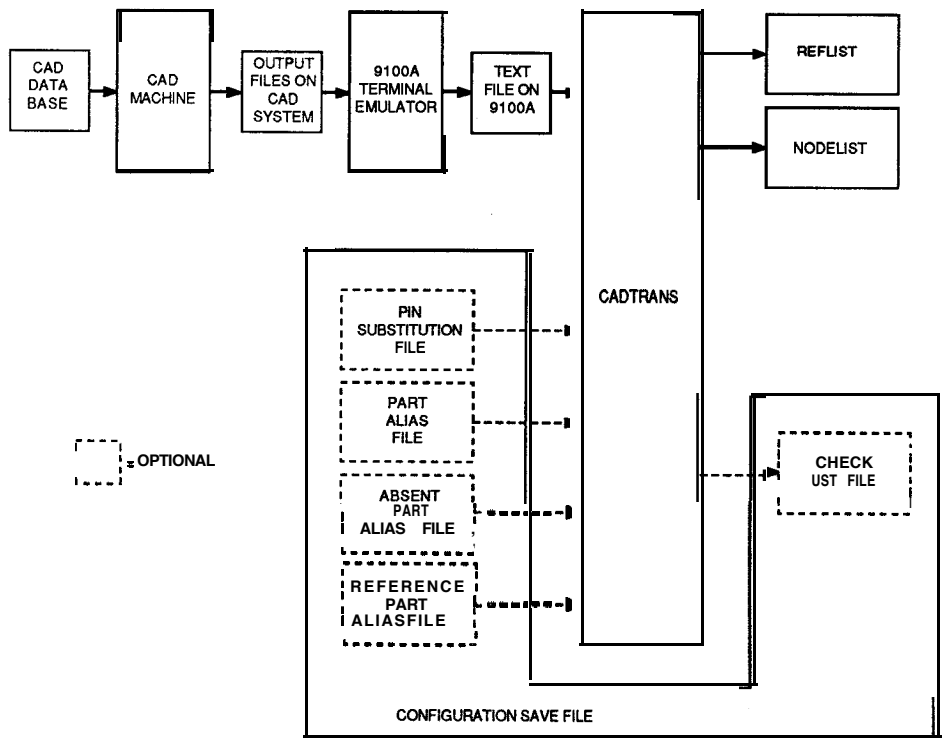 CAD
DATA
BASE
CAD
MACHINE
OUTPUT
FILES ON
CAD
SYSTEM
9100A
TERMINAL
EMULATOR
TEXT
FILE ON
9100A
REFLIST
NODELIST
CADTRANS
PIN
SUBSTITUTION
FILE
PART
ALIAS
FILE
ABSENT
PART
ALIAS FILE
REFERENCE
PART
ALIASFILE
= OPTIONAL
CHECK
UST FILE
CONFIGURATION SAVE FILE